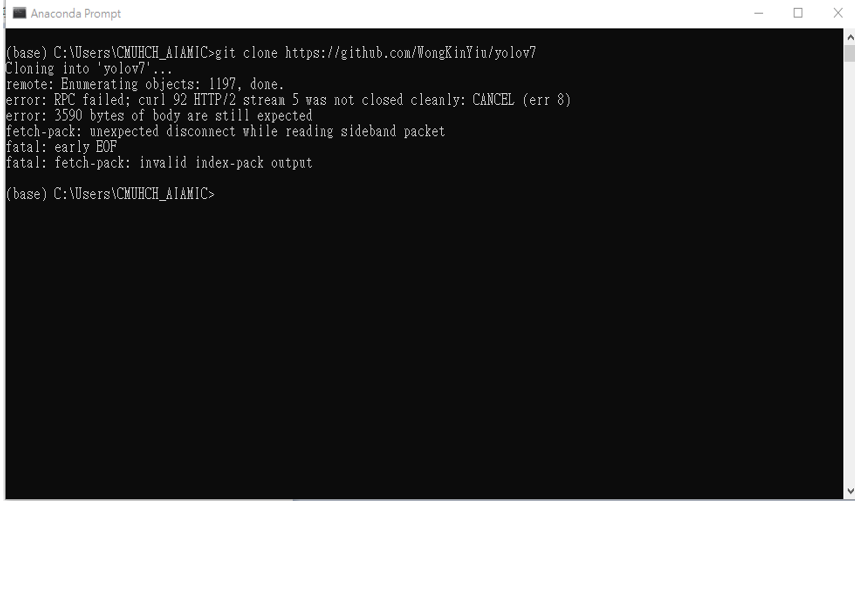 Anaconda Prompt
(base) C:\Users\CMUHCH_AIAMIC>git clone https://github.com/WongKinYiu/yolov7
Cloning into 'yolov7'...
remote: Enumerating objects: 1197, done.
error: RPC failed; curl 92 HTTP/2 stream 5 was not closed cleanly: CANCEL (err 8)
error: 3590 bytes of body are still expected
fetch-pack: unexpected disconnect while reading sideband packet
fatal: early EOF
fatal: fetch-pack: invalid index-pack output
(base) C:\Users\CMUHCH_AIAMIC>